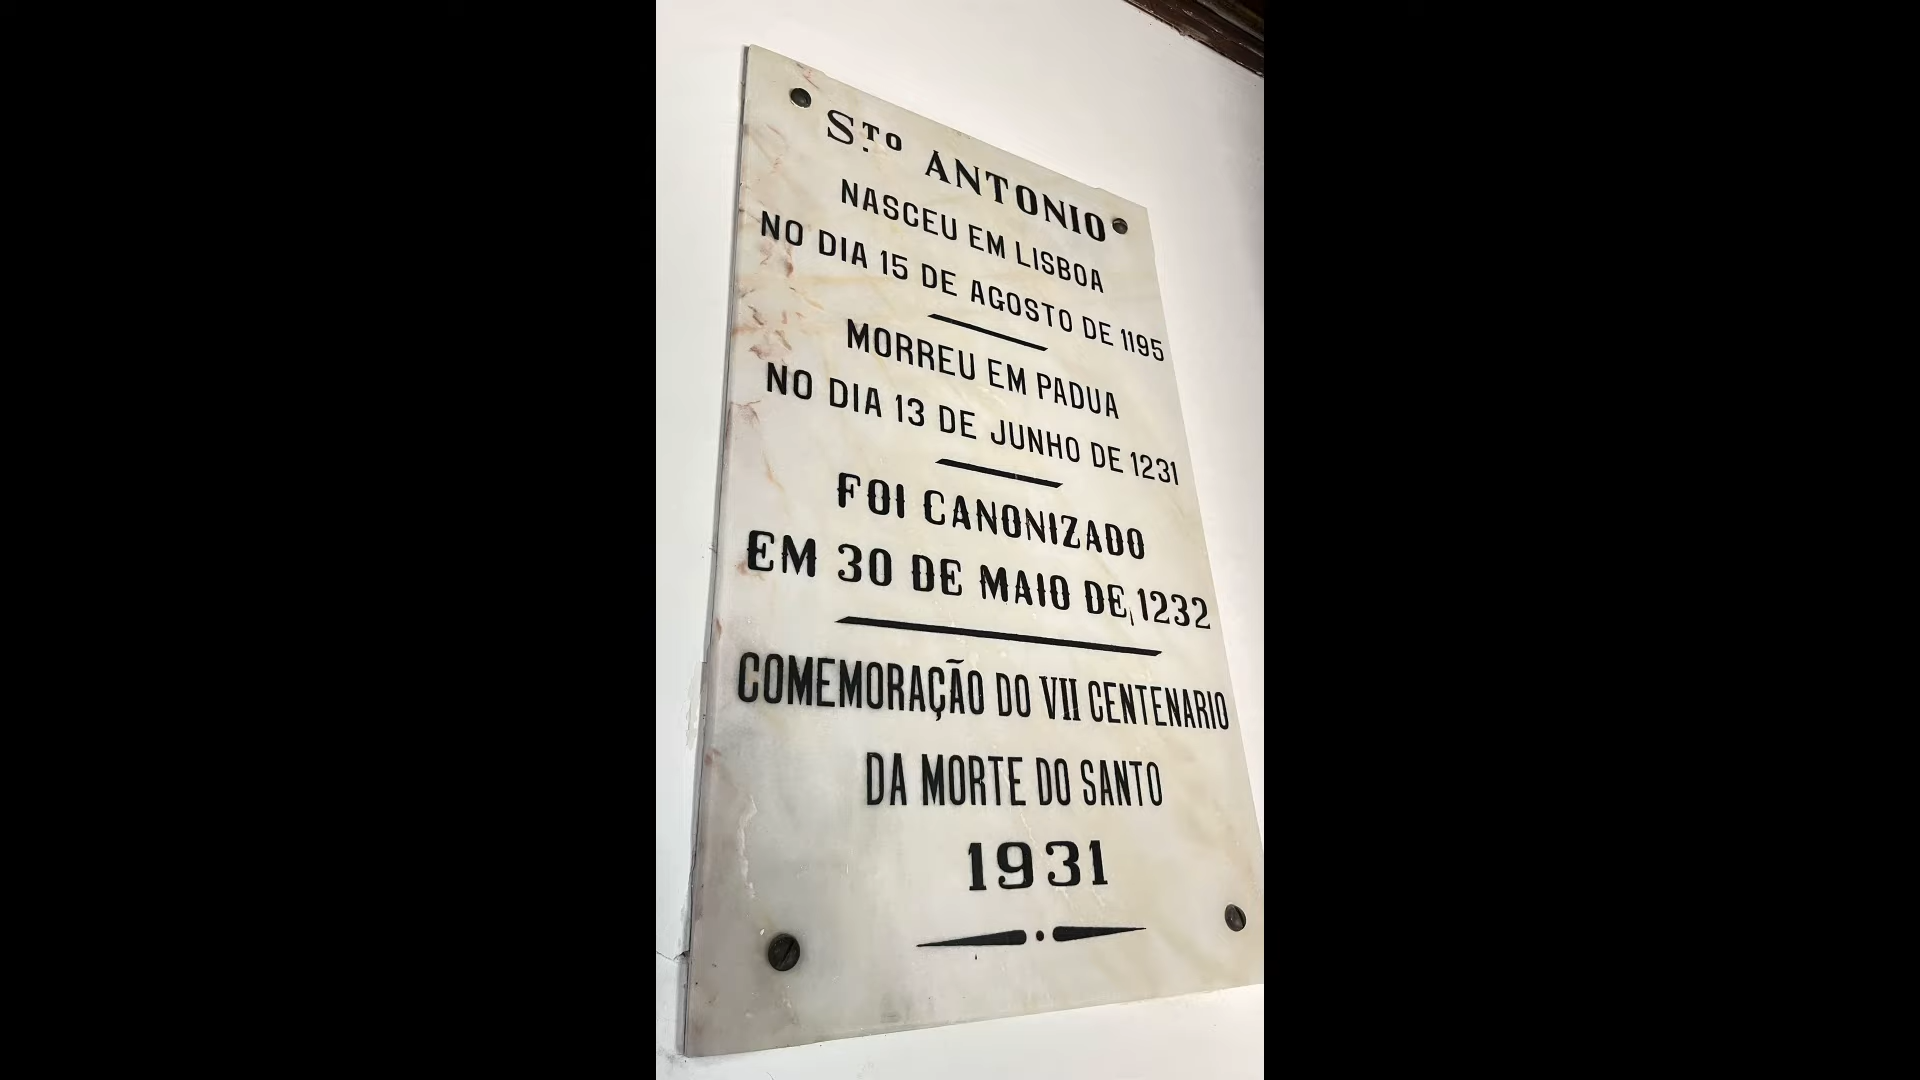 S.TO ANTONIO
NASCEU EM LISBOA
NO DIA 15 DE AGOSTO DE 1195
MORREU EM PADUA
NO DIA 13 DE JUNHO DE 1231
FOI CANONIZADO
EM 30 DE MAIO DE 1232
COMEMORAÇÃO DO VII CENTENARIO
DA MORTE DO SANTO
1931